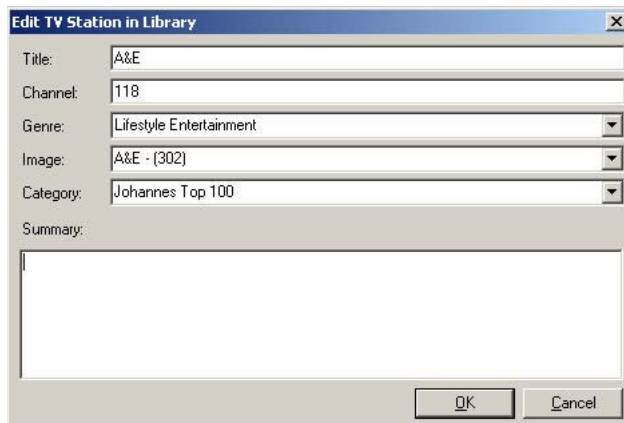 Edit TV Station in Library
Title: A&E
Channel: 118
Genre: Lifestyle Entertainment
Image: A&E - (302)
Category: Johannes Top 100
Summary:
OK Cancel